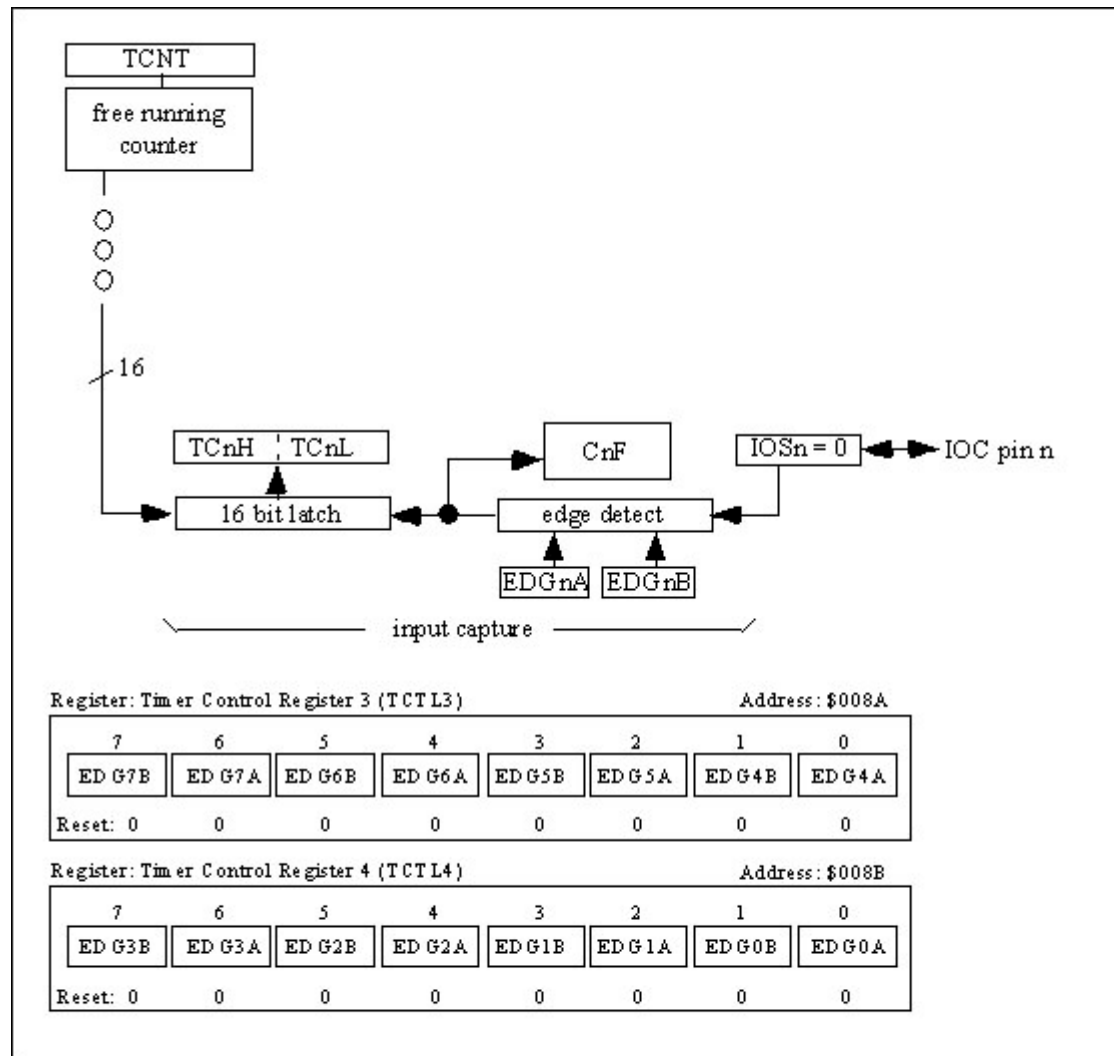 TCNT
free running
counter
16
TCnH TCnL
CnF
IOSn = 0
IOC pin n
16 bit latch
edge detect
EDGnA
EDGnB
input capture
Register: Timer Control Register 3 (TCTL3) Address: $008A
7 6 5 4 3 2 1 0
EDG7B EDG7A EDG6B EDG6A EDG5B EDG5A EDG4B EDG4A
Reset: 0 0 0 0 0 0 0 0
Register: Timer Control Register 4 (TCTL4) Address: $008B
7 6 5 4 3 2 1 0
EDG3B EDG3A EDG2B EDG2A EDG1B EDG1A EDG0B EDG0A
Reset: 0 0 0 0 0 0 0 0